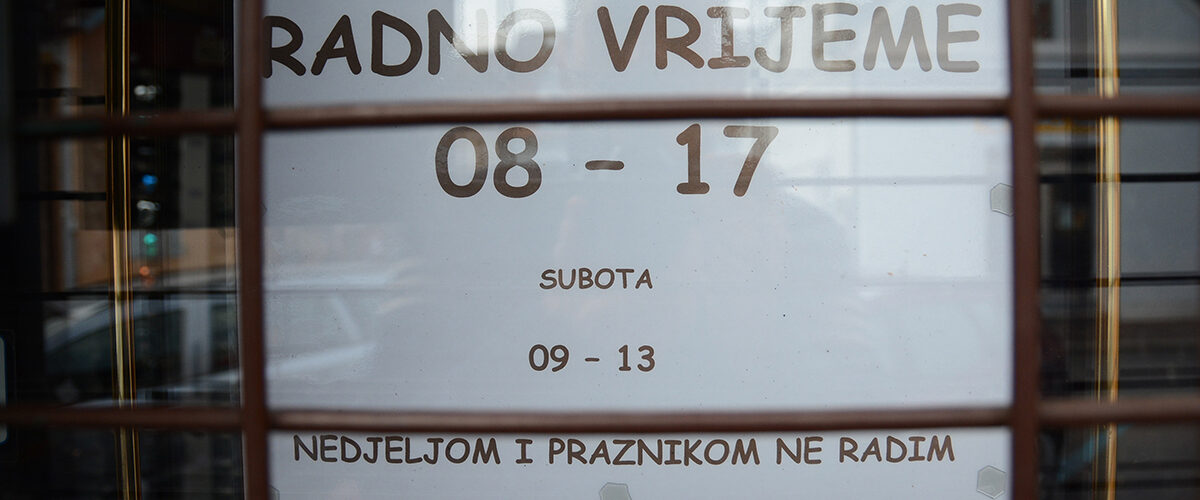 RADNO VRIJEME
08 - 17
SUBOTA
09 - 13
NEDJELJOM I PRAZNIKOM NE RADIM